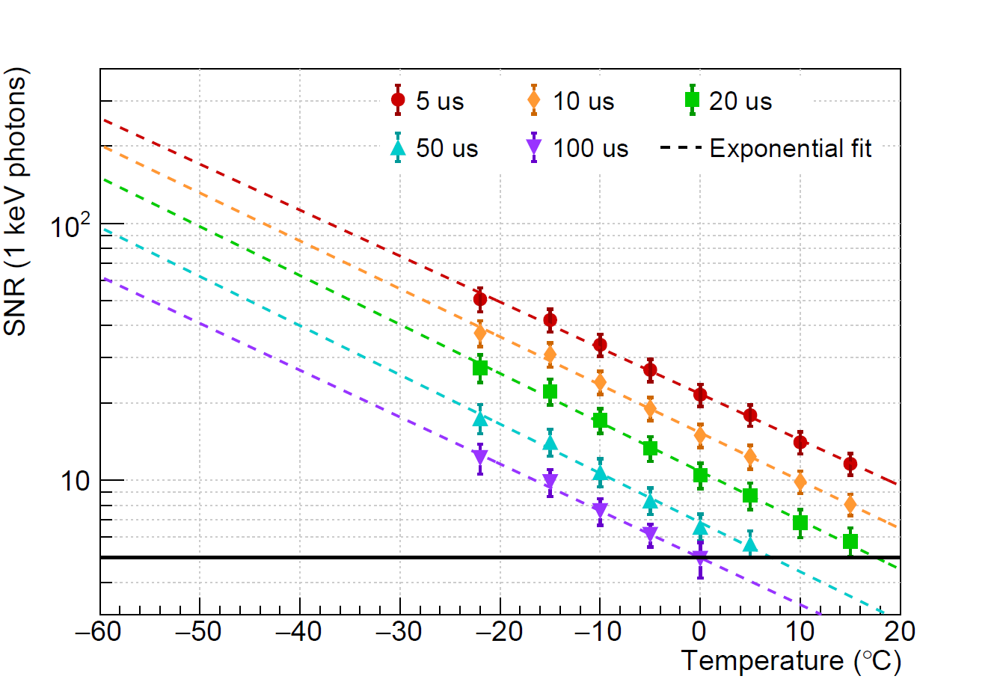 SNR (1 keV photons)
5 us
10 us
20 us
50 us
100 us
Exponential fit
10²
10
–60 –50 –40 –30 –20 –10 0 10 20
Temperature (°C)